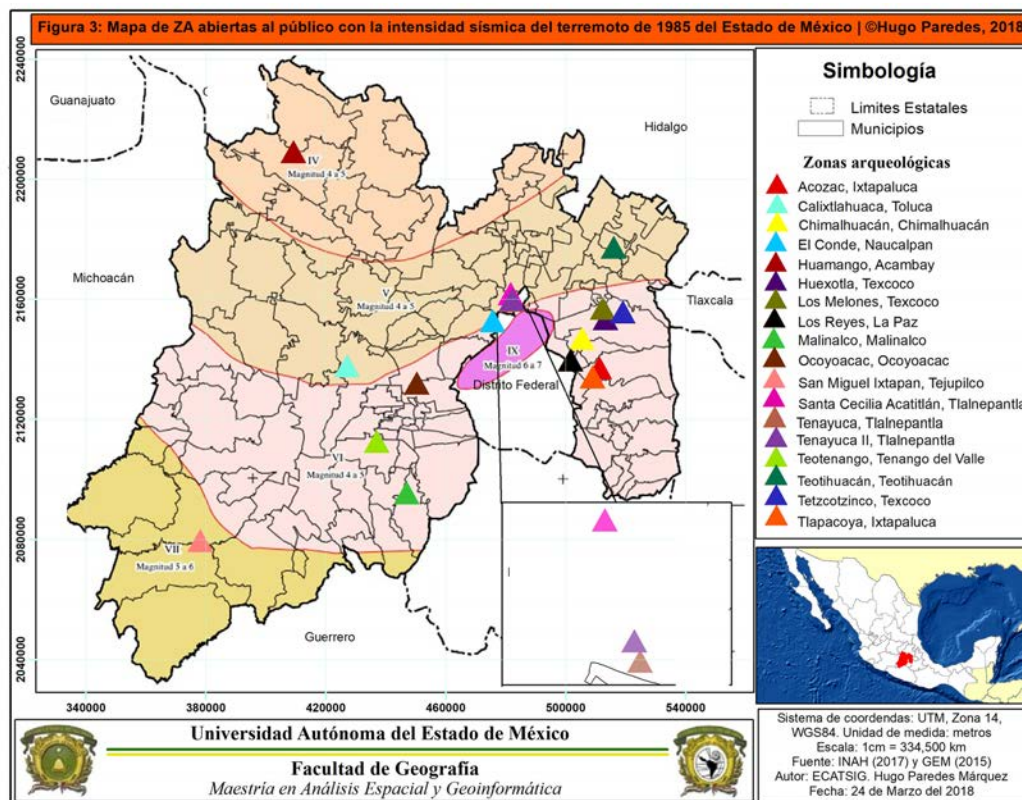 Figura 3: Mapa de ZA abiertas al público con la intensidad sísmica del terremoto de 1985 del Estado de México | ©Hugo Paredes, 2018
2240000
2200000
2160000
2120000
2080000
2040000
340000
380000
420000
460000
500000
540000
Guanajuato
Hidalgo
Michoacán
Tlaxcala
Guerrero
Distrito Federal
IV
Magnitud 4 a 5
V
Magnitud 4 a 5
IX
Magnitud 6 a 7
VI
Magnitud 4 a 5
VII
Magnitud 5 a 6
Simbología
Limites Estatales
Municipios
Zonas arqueológicas
Acozac, Ixtapaluca
Calixtlahuaca, Toluca
Chimalhuacán, Chimalhuacán
El Conde, Naucalpan
Huamango, Acambay
Huexotla, Texcoco
Los Melones, Texcoco
Los Reyes, La Paz
Malinalco, Malinalco
Ocoyoacac, Ocoyoacac
San Miguel Ixtapan, Tejupilco
Santa Cecilia Acatitlán, Tlalnepantla
Tenayuca, Tlalnepantla
Tenayuca II, Tlalnepantla
Teotenango, Tenango del Valle
Teotihuacán, Teotihuacán
Tetzcotzinco, Texcoco
Tlapacoya, Ixtapaluca
Universidad Autónoma del Estado de México
Facultad de Geografía
Maestría en Análisis Espacial y Geoinformática
Sistema de coordendas: UTM, Zona 14,
WGS84. Unidad de medida: metros
Escala: 1cm = 334,500 km
Fuente: INAH (2017) y GEM (2015)
Autor: ECATSIG. Hugo Paredes Márquez
Fecha: 24 de Marzo del 2018